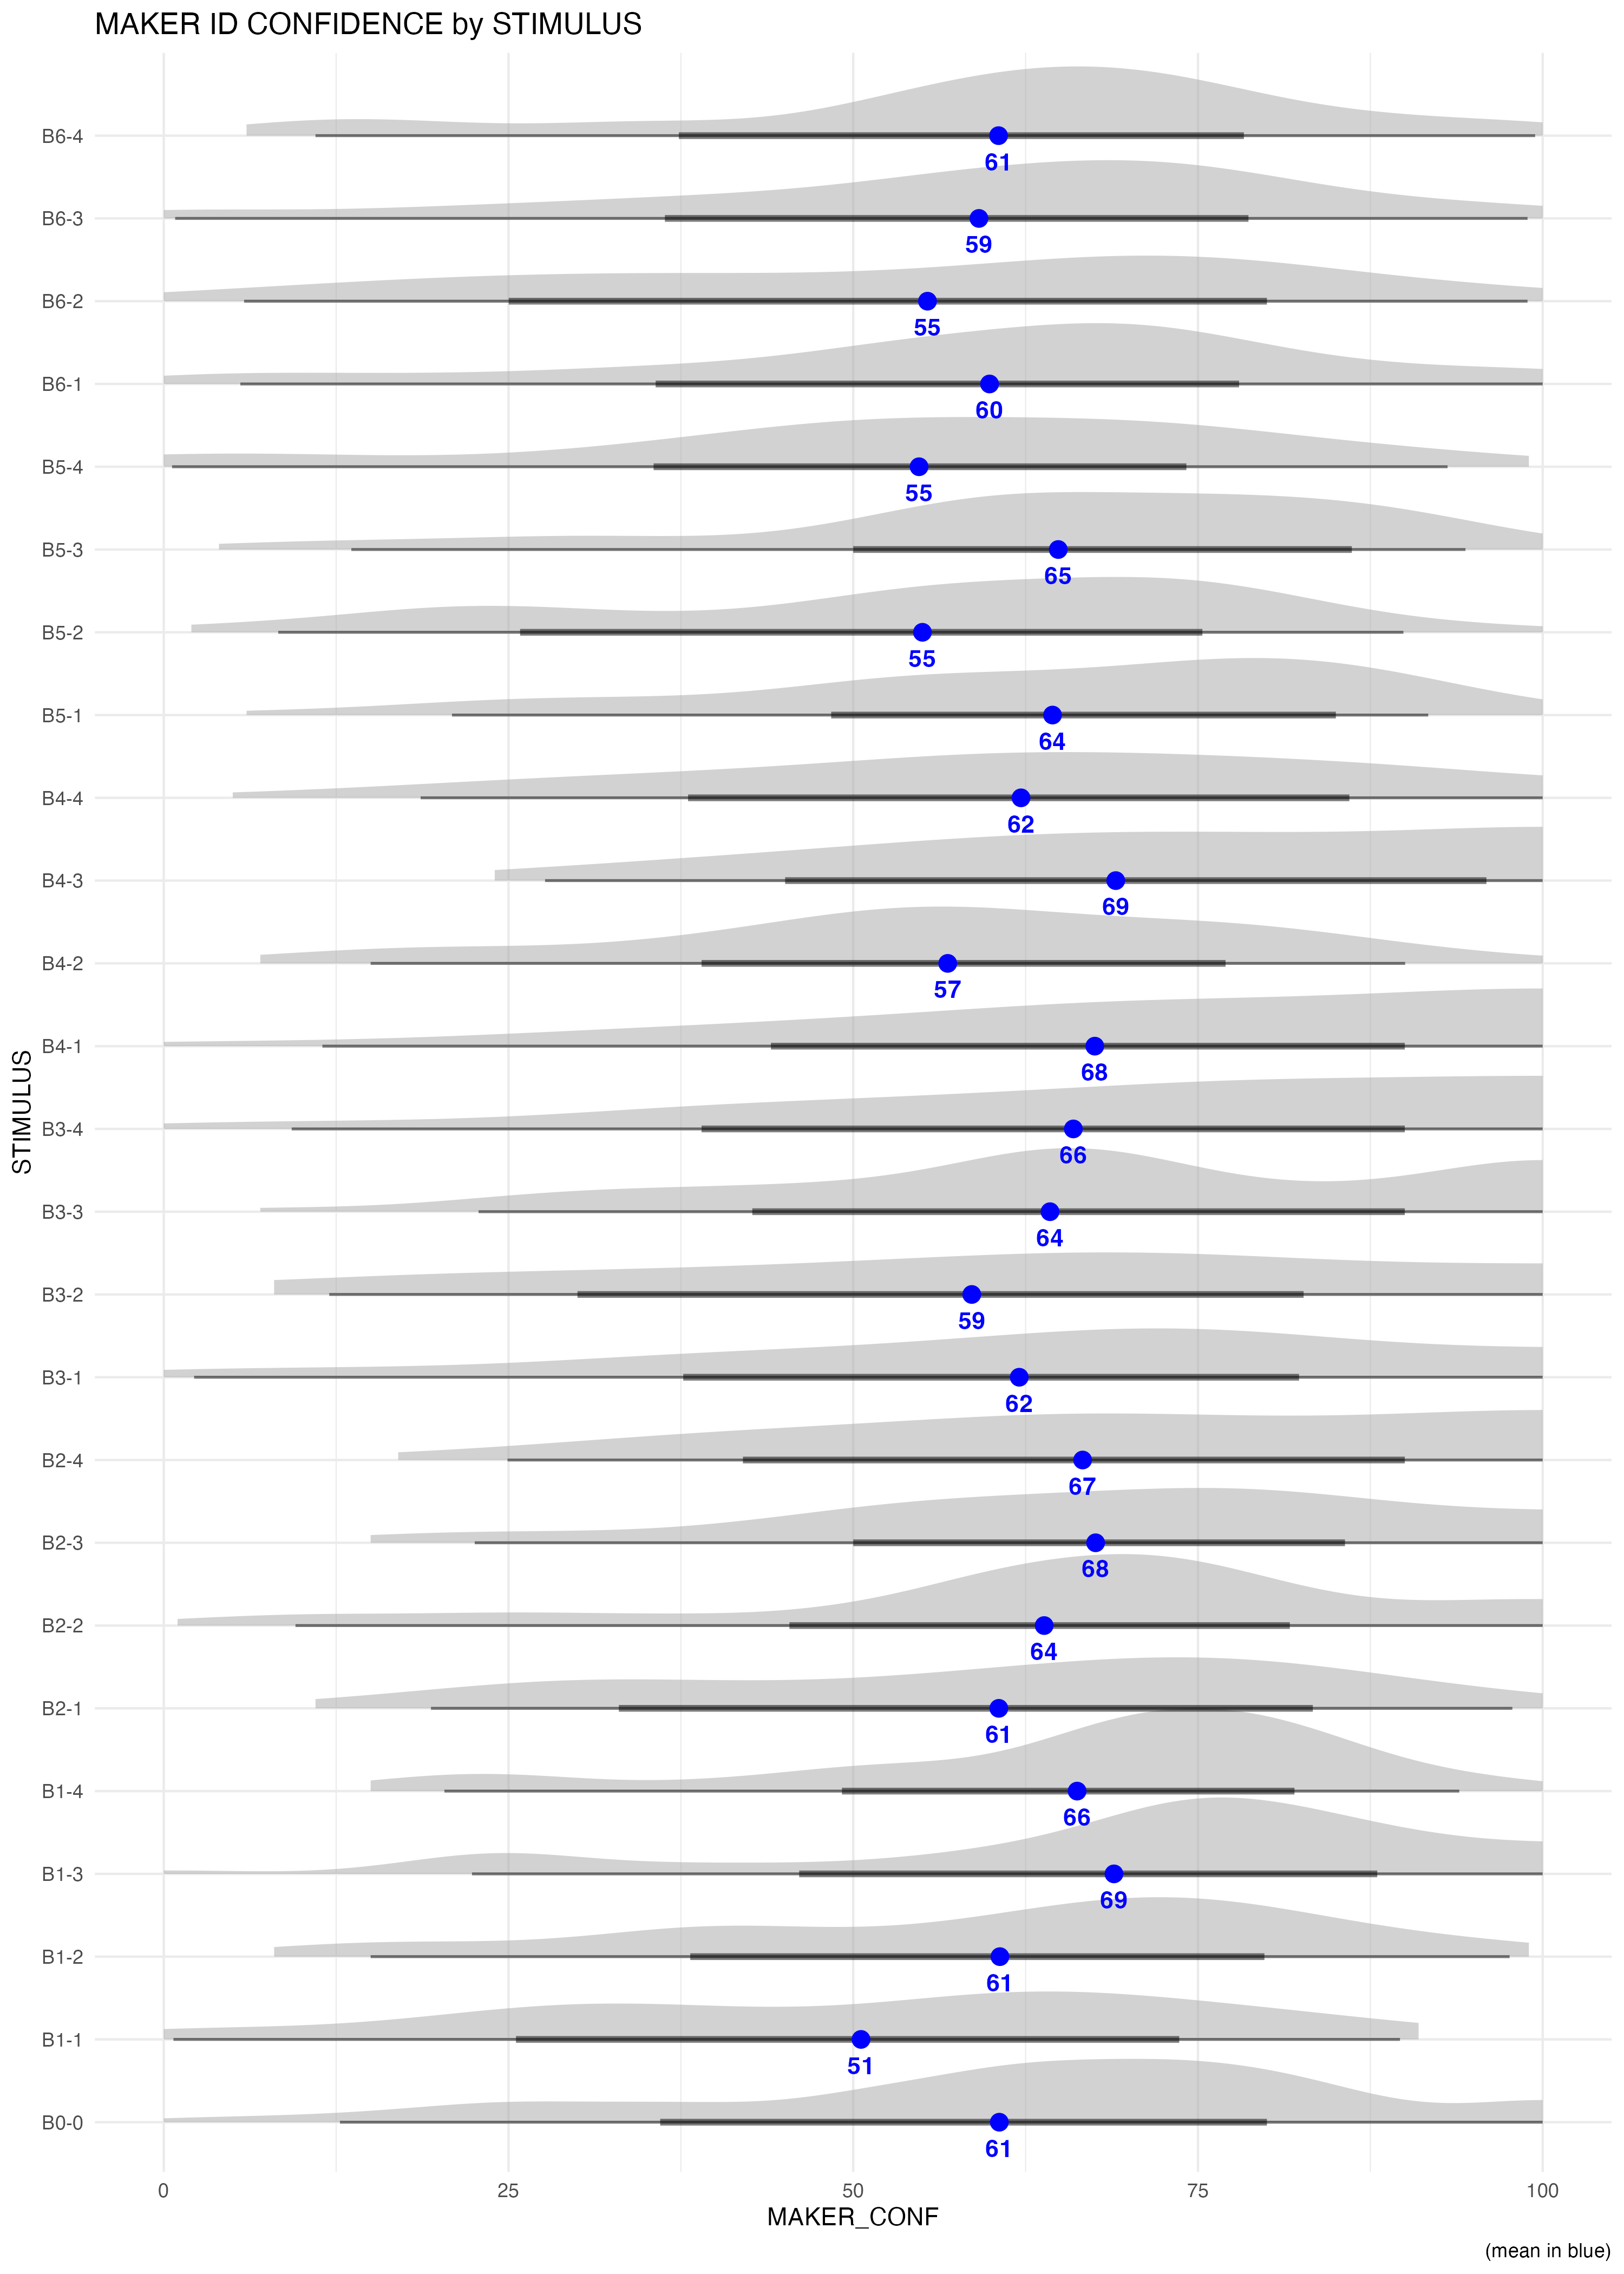 MAKER ID CONFIDENCE by STIMULUS
B6-4
61
B6-3
59
B6-2
55
B6-1
60
B5-4
55
B5-3
65
B5-2
55
B5-1
64
B4-4
62
B4-3
69
B4-2
57
B4-1
68
B3-4
66
B3-3
64
B3-2
59
B3-1
62
B2-4
67
B2-3
68
B2-2
64
B2-1
61
B1-4
66
B1-3
69
B1-2
61
B1-1
51
B0-0
61
STIMULUS
0 25 50 75 100
MAKER_CONF
(mean in blue)